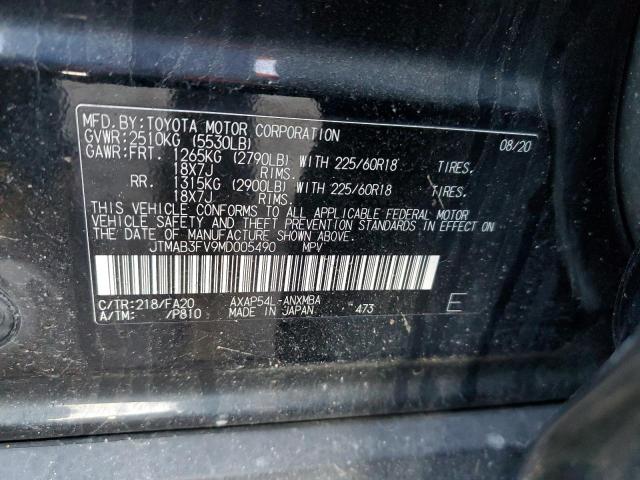 MFD.BY:TOYOTA MOTOR CORPORATION 08/20
GVWR:2510KG (5530LB)
GAWR:FRT. 1265KG (2790LB) WITH 225/60R18 TIRES.
18X7J RIMS.
RR. 1315KG (2900LB) WITH 225/60R18 TIRES.
18X7J RIMS.
THIS VEHICLE CONFORMS TO ALL APPLICABLE FEDERAL MOTOR
VEHICLE SAFETY AND THEFT PREVENTION STANDARDS IN EFFECT ON
THE DATE OF MANUFACTURE SHOWN ABOVE.
JTMAB3FV9MD005490 MPV
C/TR:218/FA20 AXAP54L-ANXMBA
A/TM: /P810 MADE IN JAPAN 473 E